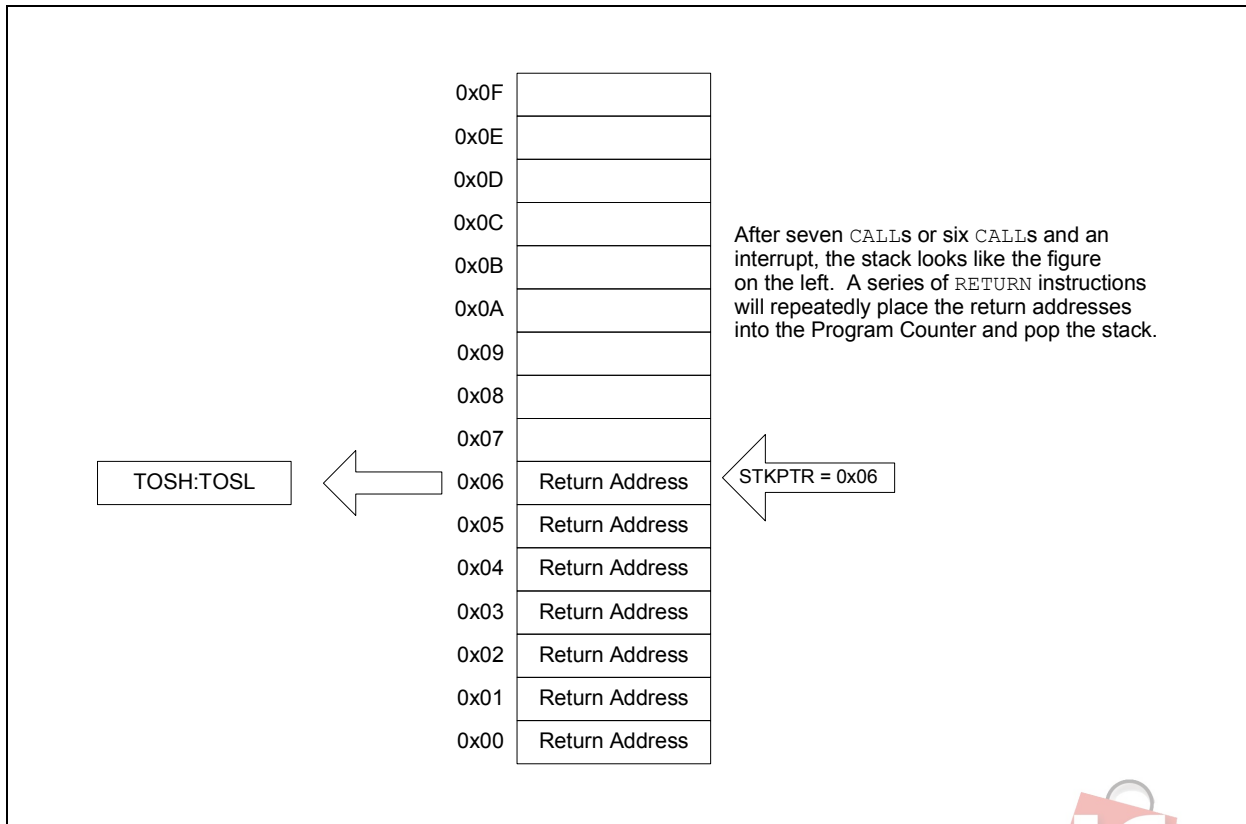 0x0F
0x0E
0x0D
0x0C
0x0B
0x0A
0x09
0x08
0x07
After seven CALLs or six CALLs and an
interrupt, the stack looks like the figure
on the left. A series of RETURN instructions
will repeatedly place the return addresses
into the Program Counter and pop the stack.
TOSH:TOSL
0x06 Return Address
STKPTR = 0x06
0x05 Return Address
0x04 Return Address
0x03 Return Address
0x02 Return Address
0x01 Return Address
0x00 Return Address